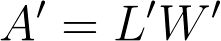 A′ = L′W′